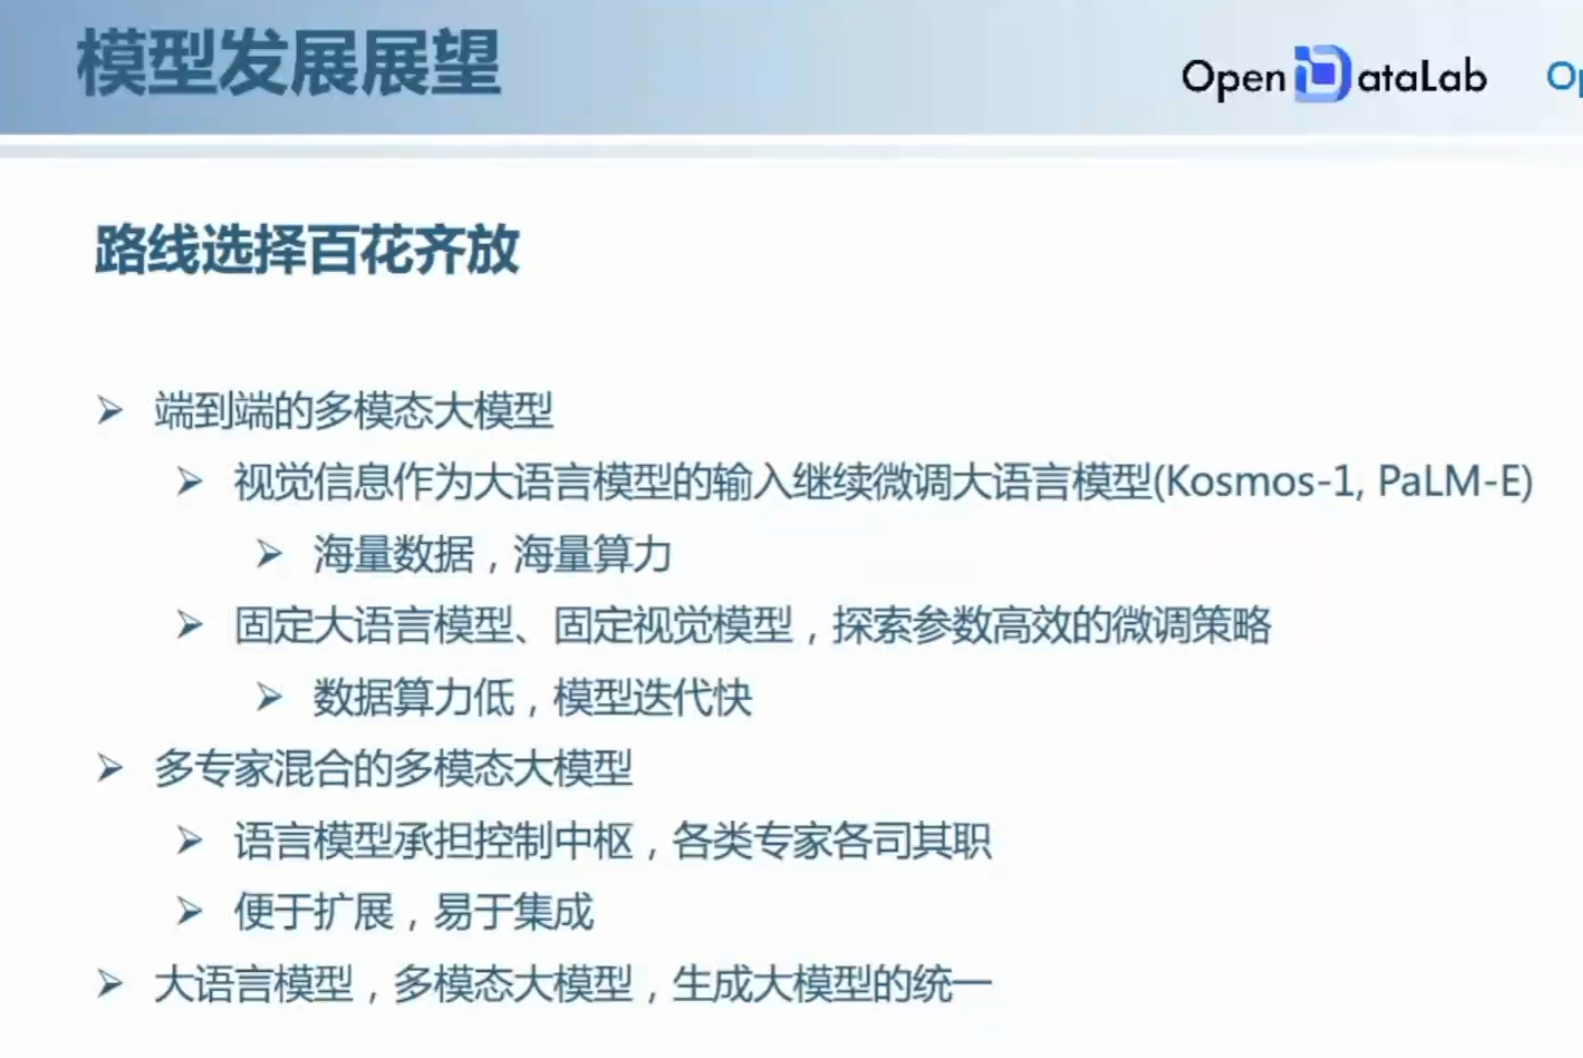 模型发展展望
OpenDataLab
Op
路线选择百花齐放
端到端的多模态大模型
视觉信息作为大语言模型的输入继续微调大语言模型(Kosmos-1, PaLM-E)
海量数据，海量算力
固定大语言模型、固定视觉模型，探索参数高效的微调策略
数据算力低，模型迭代快
多专家混合的多模态大模型
语言模型承担控制中枢，各类专家各司其职
便于扩展，易于集成
大语言模型，多模态大模型，生成大模型的统一